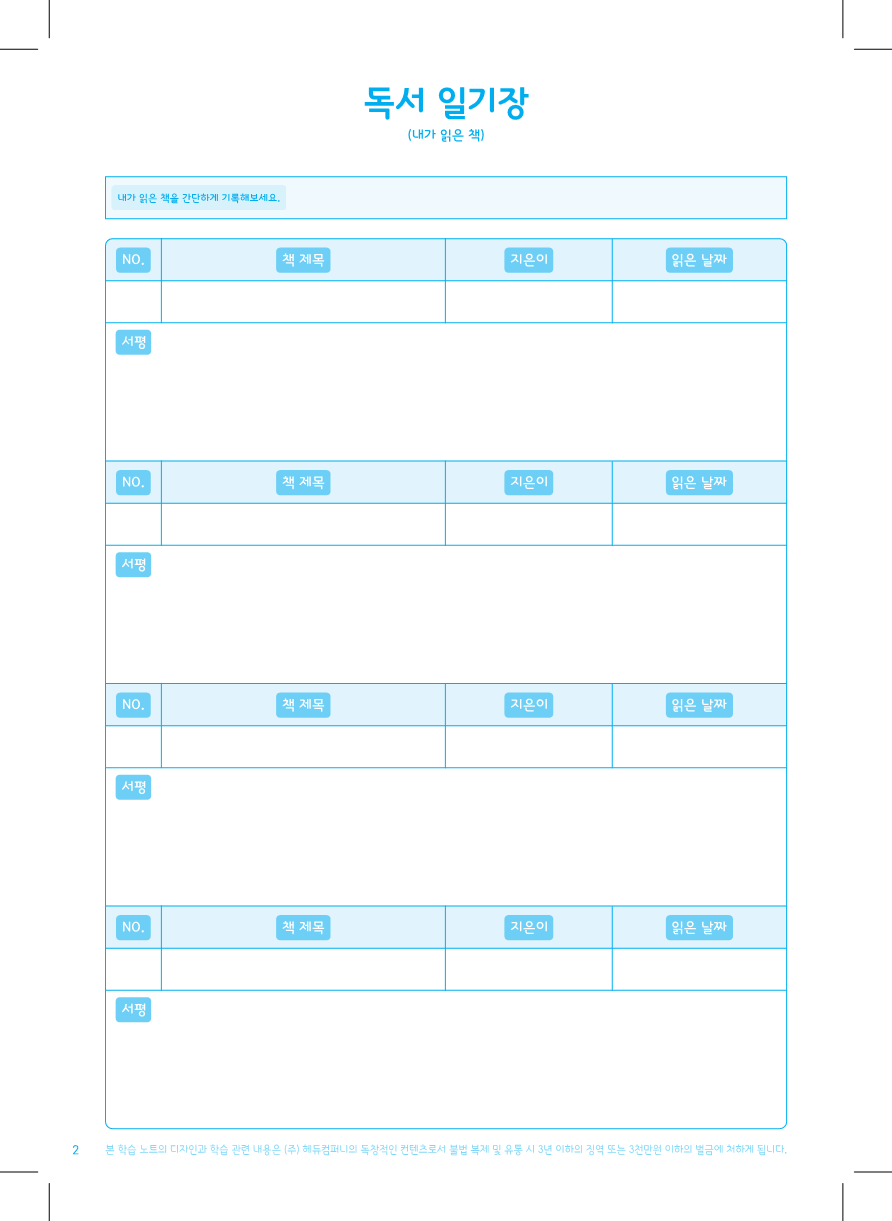 독서 일기장
(내가 읽은 책)
내가 읽은 책을 간단하게 기록해보세요.
NO. 책 제목 지은이 읽은 날짜
서평
NO. 책 제목 지은이 읽은 날짜
서평
NO. 책 제목 지은이 읽은 날짜
서평
NO. 책 제목 지은이 읽은 날짜
서평
2 본 학습 노트의 디자인과 학습 관련 내용은 (주) 해듀컴퍼니의 독창적인 컨텐츠로서 불법 복제 및 유통 시 3년 이하의 징역 또는 3천만원 이하의 벌금에 처하게 됩니다.